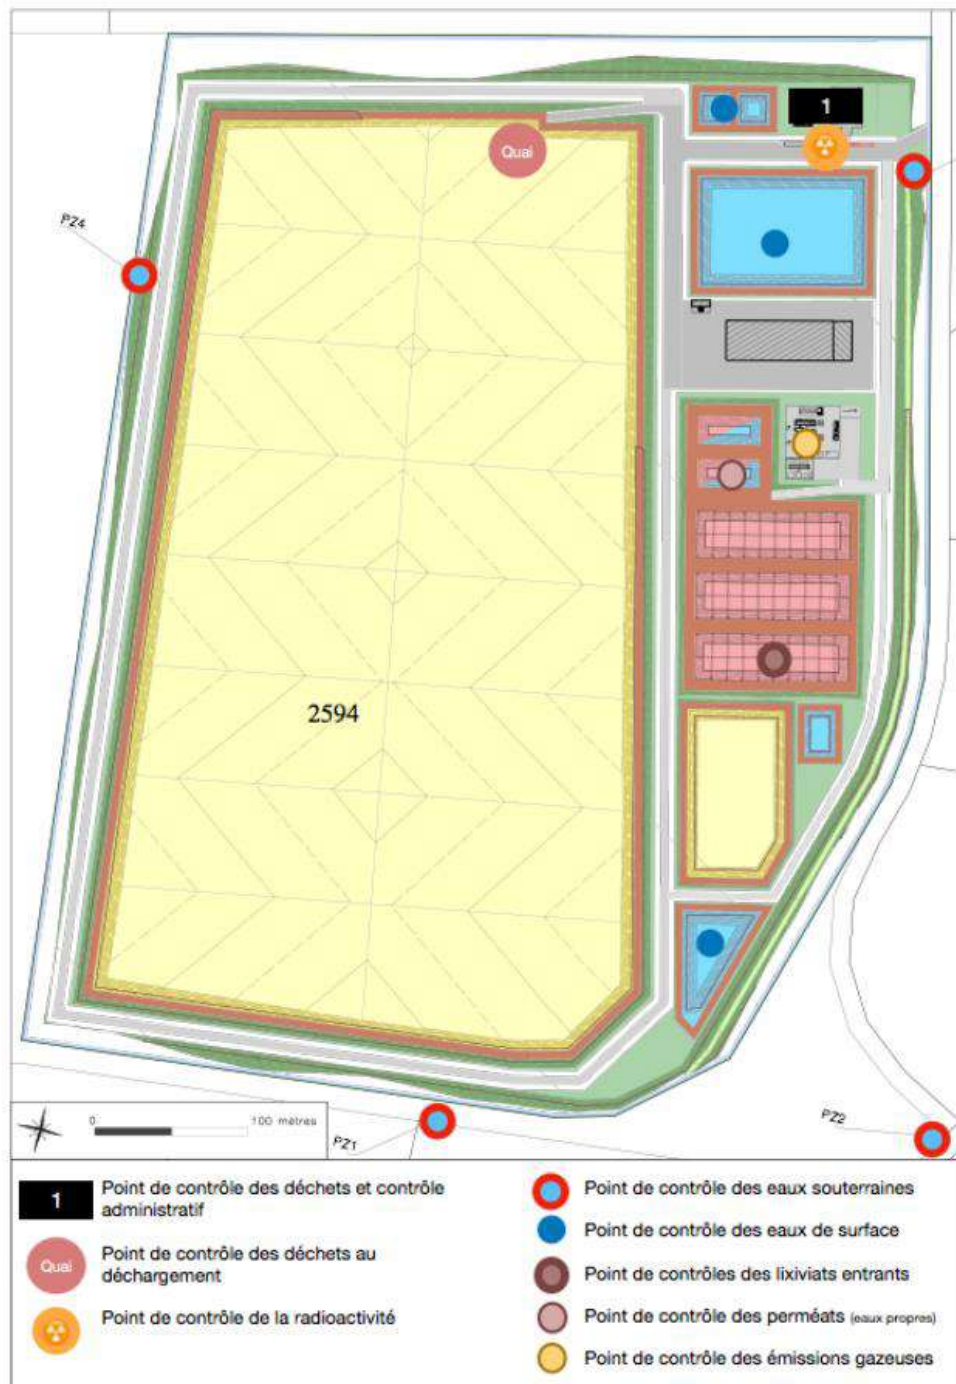 1
Quai
PZ4
2594
0
100 mètres
PZ1
PZ2
1
Point de contrôle des déchets et contrôle
administratif
Quai
Point de contrôle des déchets au
déchargement
Point de contrôle de la radioactivité
Point de contrôle des eaux souterraines
Point de contrôle des eaux de surface
Point de contrôles des lixiviats entrants
Point de contrôle des perméats (eaux propres)
Point de contrôle des émissions gazeuses